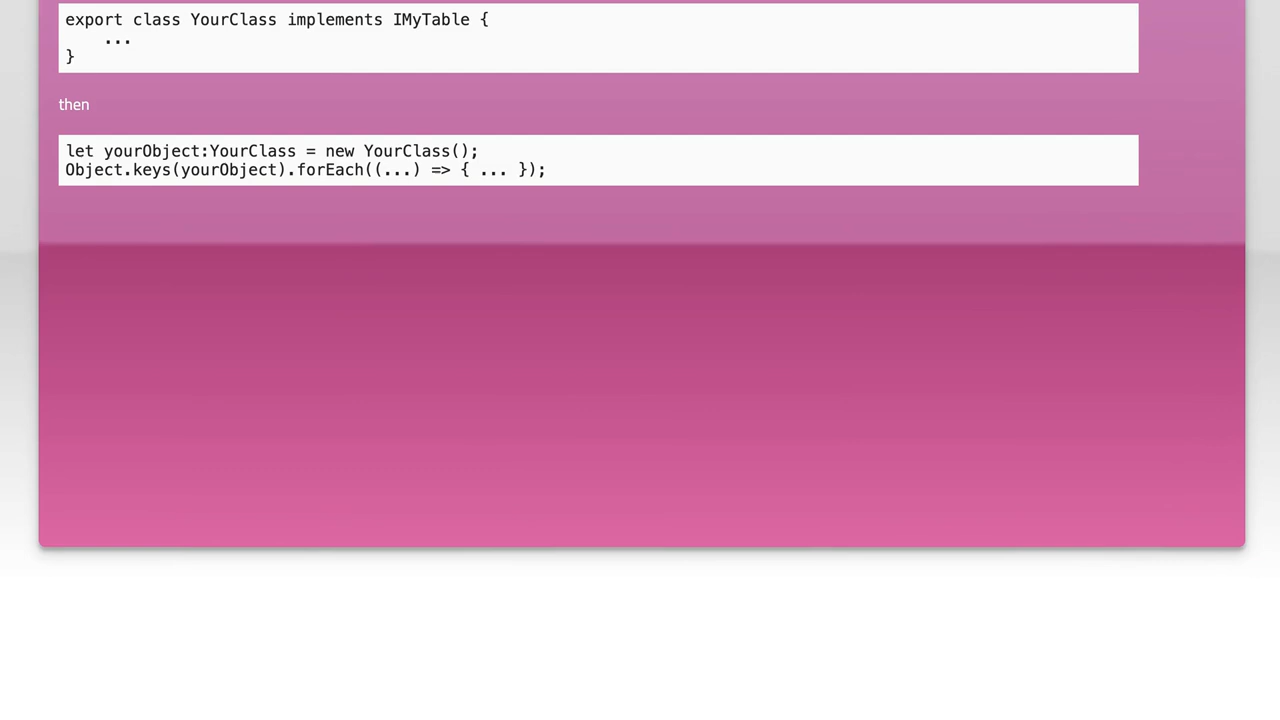 export class YourClass implements IMyTable {
    ...
}
then
let yourObject:YourClass = new YourClass();
Object.keys(yourObject).forEach((...) => { ... });